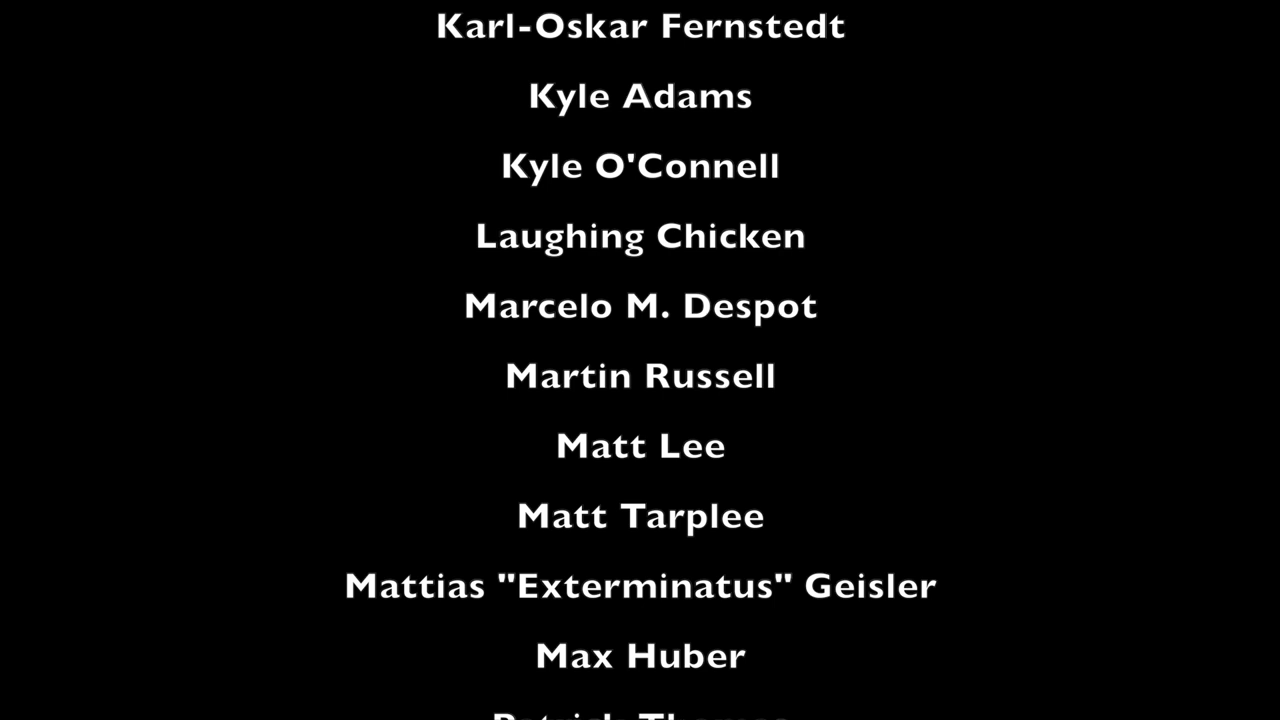 Karl-Oskar Fernstedt
Kyle Adams
Kyle O'Connell
Laughing Chicken
Marcelo M. Despot
Martin Russell
Matt Lee
Matt Tarplee
Mattias "Exterminatus" Geisler
Max Huber